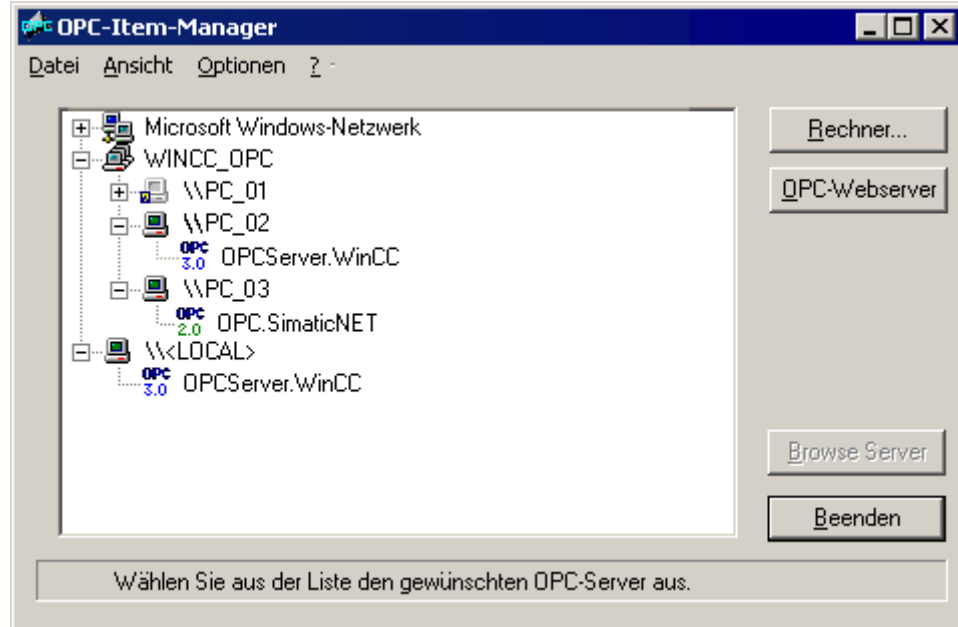 OPC OPC-Item-Manager
Datei Ansicht Optionen ?
Microsoft Windows-Netzwerk
WINCC_OPC
\\PC_01
\\PC_02
OPC 3.0 OPCServer.WinCC
\\PC_03
OPC 2.0 OPC.SimaticNET
\\<LOCAL>
OPC 3.0 OPCServer.WinCC
Rechner...
OPC-Webserver
Browse Server
Beenden
Wählen Sie aus der Liste den gewünschten OPC-Server aus.